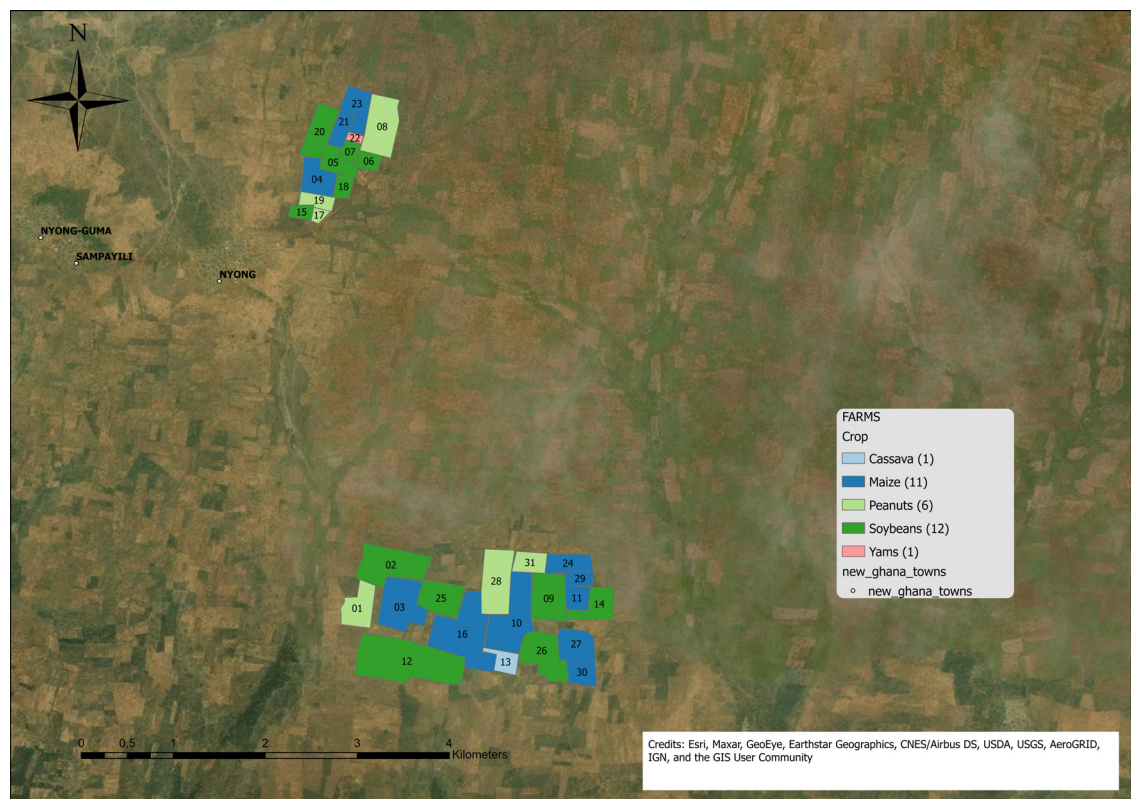 N
23
08
21
20
22
07
05
06
04
18
19
15
17
NYONG-GUMA
SAMPAYILI
NYONG
FARMS
Crop
Cassava (1)
Maize (11)
Peanuts (6)
Soybeans (12)
Yams (1)
new_ghana_towns
new_ghana_towns
02
31
24
28
29
25
09
11
14
01
03
10
16
27
26
12
13
30
0 0,5 1 2 3 4
Kilometers
Credits: Esri, Maxar, GeoEye, Earthstar Geographics, CNES/Airbus DS, USDA, USGS, AeroGRID,
IGN, and the GIS User Community